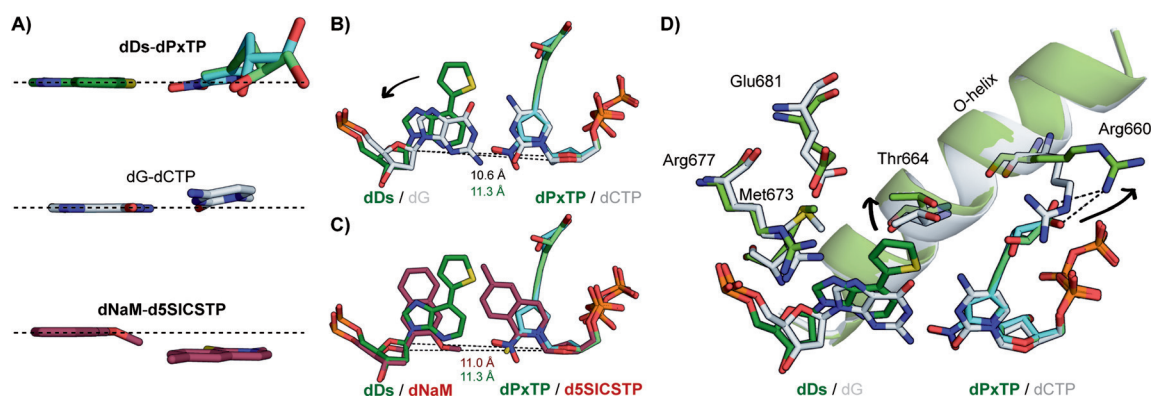 A)
dDs-dPxTP
dG-dCTP
dNaM-d5SICSTP
B)
10.6 Å
11.3 Å
dDs / dG
dPxTP / dCTP
C)
11.0 Å
11.3 Å
dDs / dNaM
dPxTP / d5SICSTP
D)
Glu681
O-helix
Arg660
Arg677
Thr664
Met673
dDs / dG
dPxTP / dCTP